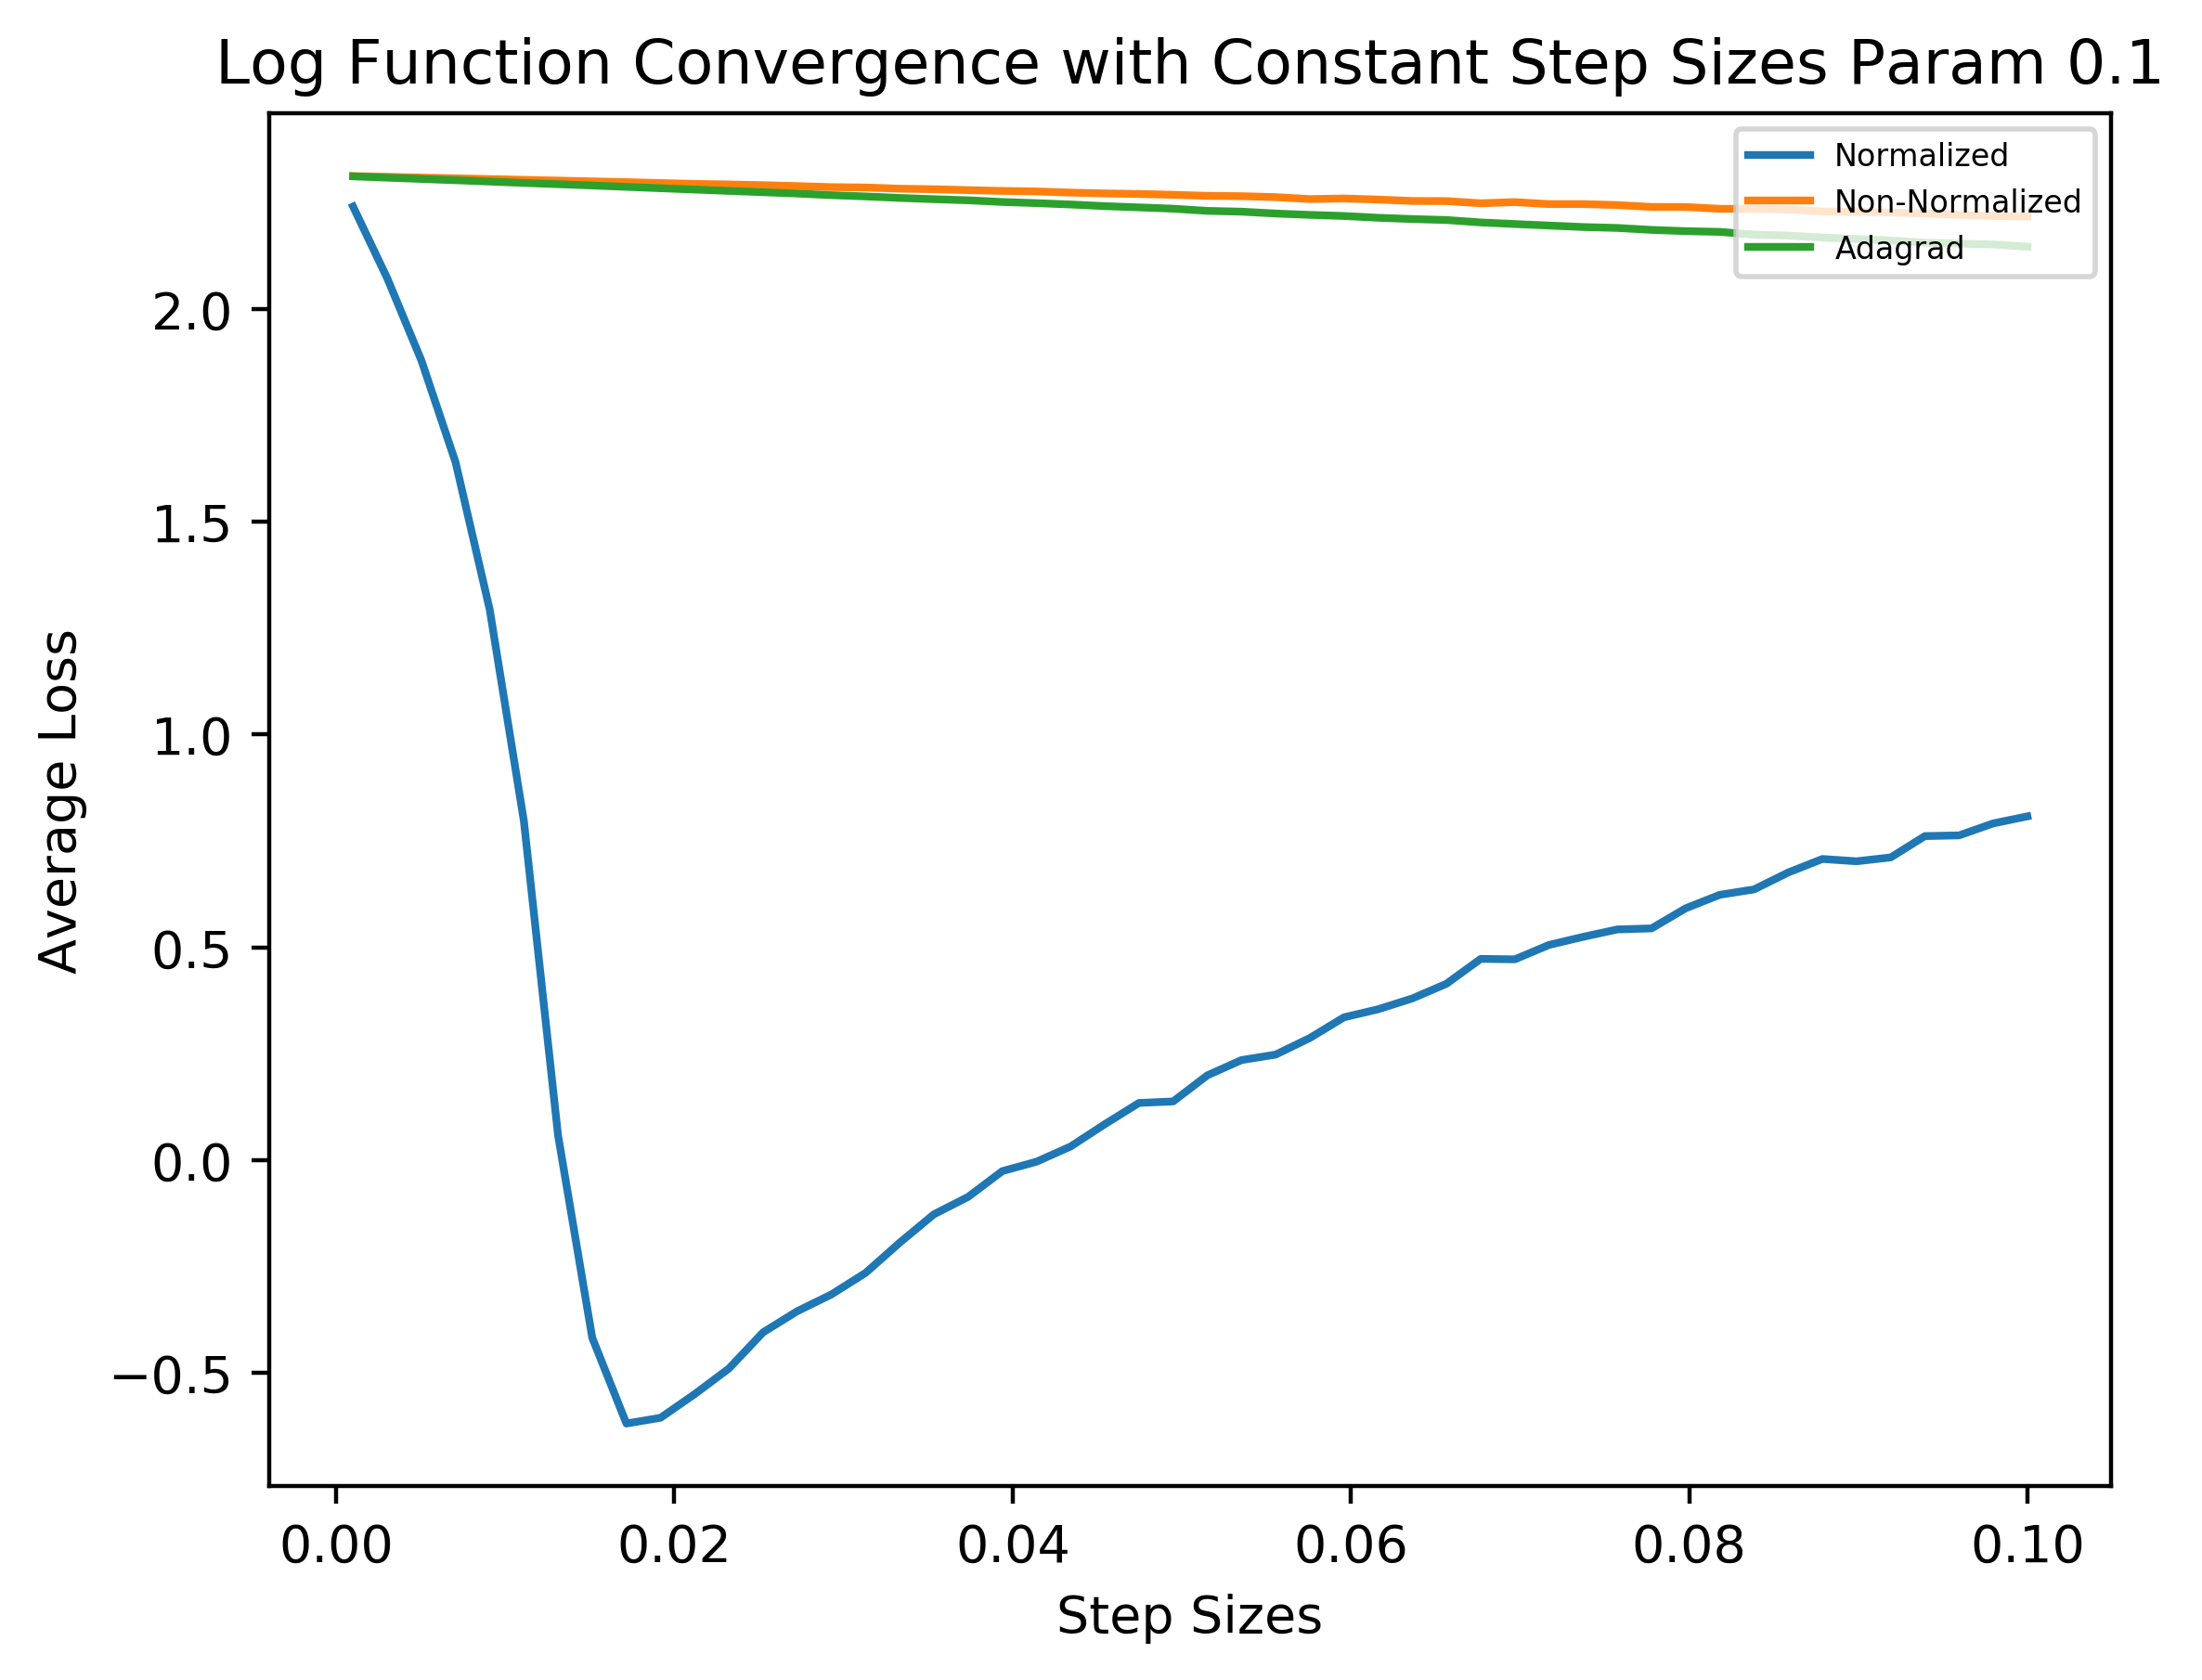 Log Function Convergence with Constant Step Sizes Param 0.1
Normalized
Non-Normalized
Adagrad
Average Loss
2.0
1.5
1.0
0.5
0.0
−0.5
0.00 0.02 0.04 0.06 0.08 0.10
Step Sizes